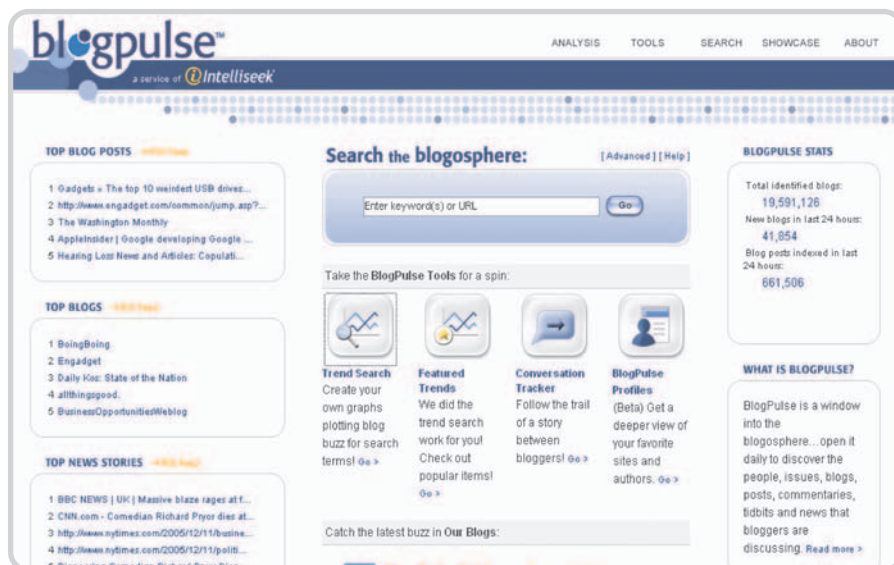 blogpulse™
a service of Intelliseek
ANALYSIS TOOLS SEARCH SHOWCASE ABOUT
TOP BLOG POSTS
1 Gadgets » The top 10 weirdest USB drives...
2 http://www.engadget.com/common/jump.asp?...
3 The Washington Monthly
4 AppleInsider | Google developing Google ...
5 Hearing Loss News and Articles: Copulati...
TOP BLOGS
1 BoingBoing
2 Engadget
3 Daily Kos: State of the Nation
4 allthingsgood.
5 BusinessOpportunitiesWeblog
TOP NEWS STORIES
1 BBC NEWS | UK | Massive blaze rages at f...
2 CNN.com - Comedian Richard Pryor dies at...
3 http://www.nytimes.com/2005/12/11/busine...
4 http://www.nytimes.com/2005/12/11/politi...
Search the blogosphere:
[ Advanced ] [ Help ]
Enter keyword(s) or URL
Go
Take the BlogPulse Tools for a spin:
Trend Search
Create your
own graphs
plotting blog
buzz for search
terms! Go >
Featured
Trends
We did the
trend search
work for you!
Check out
popular items!
Go >
Conversation
Tracker
Follow the trail
of a story
between
bloggers! Go >
BlogPulse
Profiles
(Beta) Get a
deeper view of
your favorite
sites and
authors. Go >
Catch the latest buzz in Our Blogs:
BLOGPULSE STATS
Total identified blogs:
19,591,126
New blogs in last 24 hours:
41,854
Blog posts indexed in last
24 hours:
661,506
WHAT IS BLOGPULSE?
BlogPulse is a window
into the
blogosphere...open it
daily to discover the
people, issues, blogs,
posts, commentaries,
tidbits and news that
bloggers are
discussing. Read more >